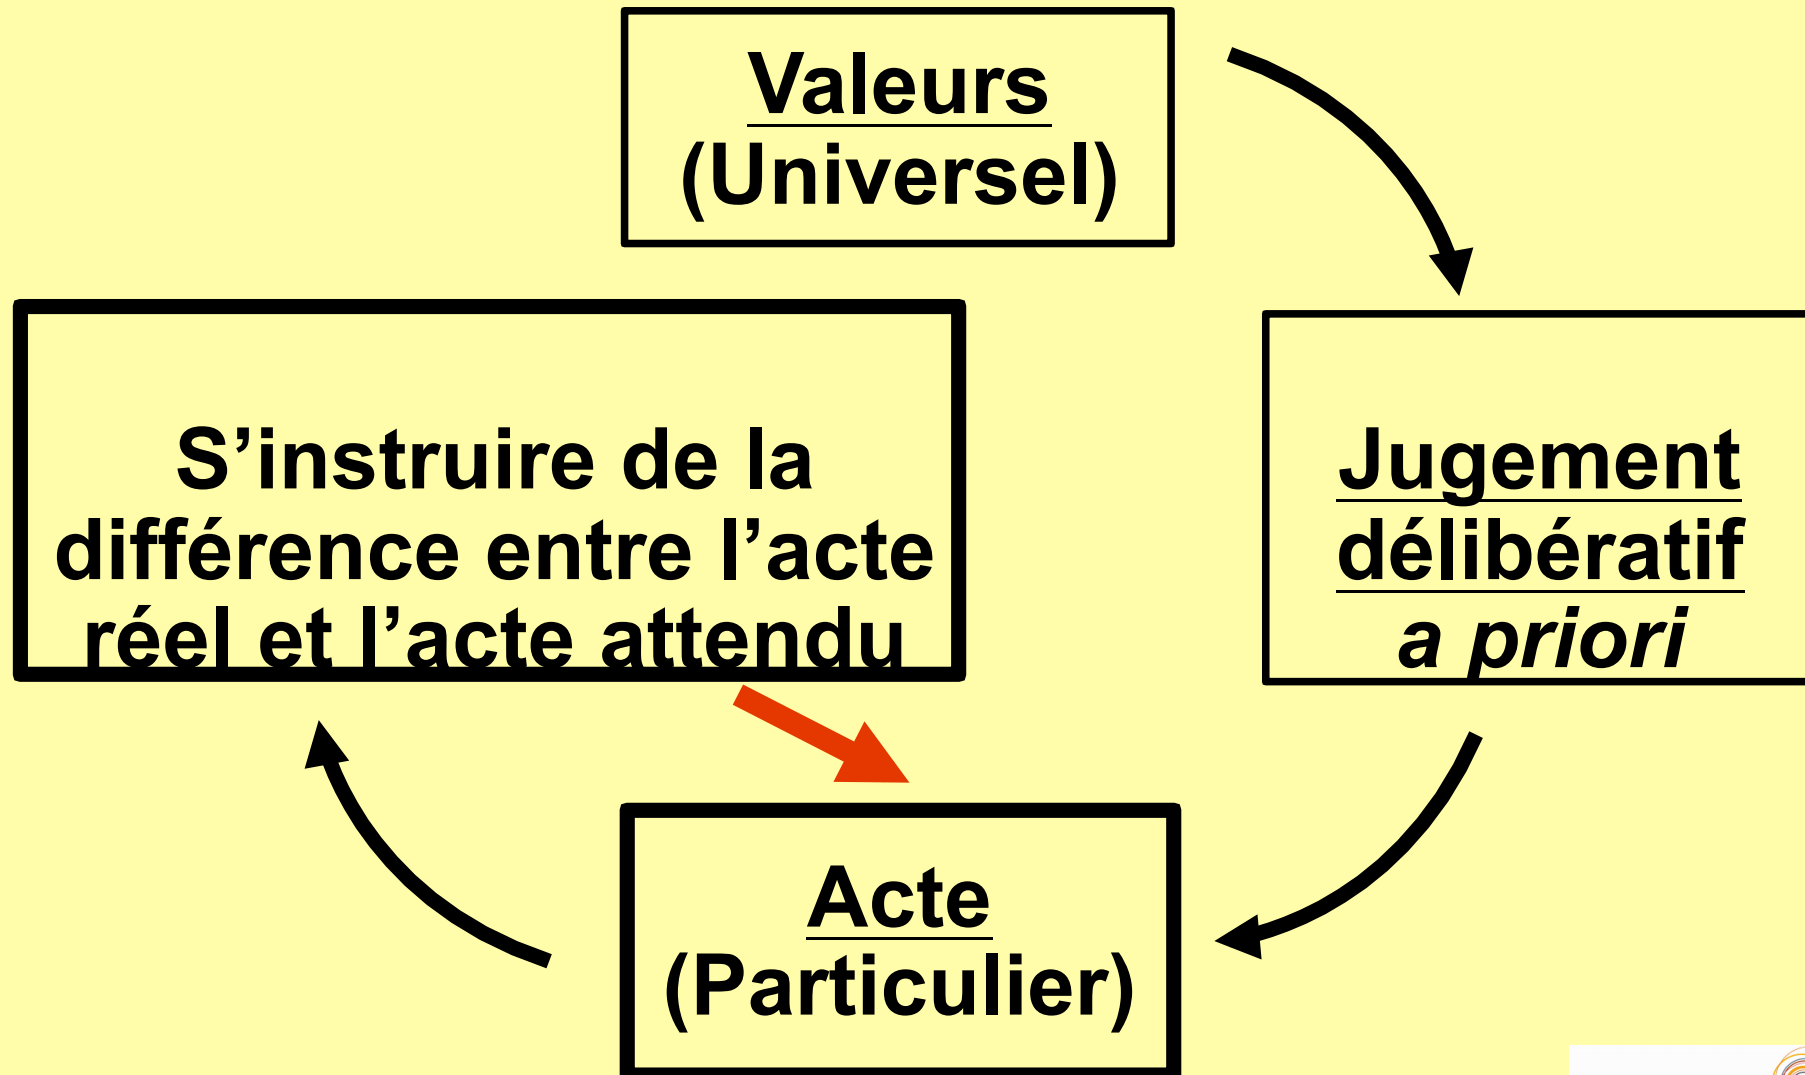 Valeurs
(Universel)
S’instruire de la
différence entre l’acte
réel et l’acte attendu
Jugement
délibératif
a priori
Acte
(Particulier)